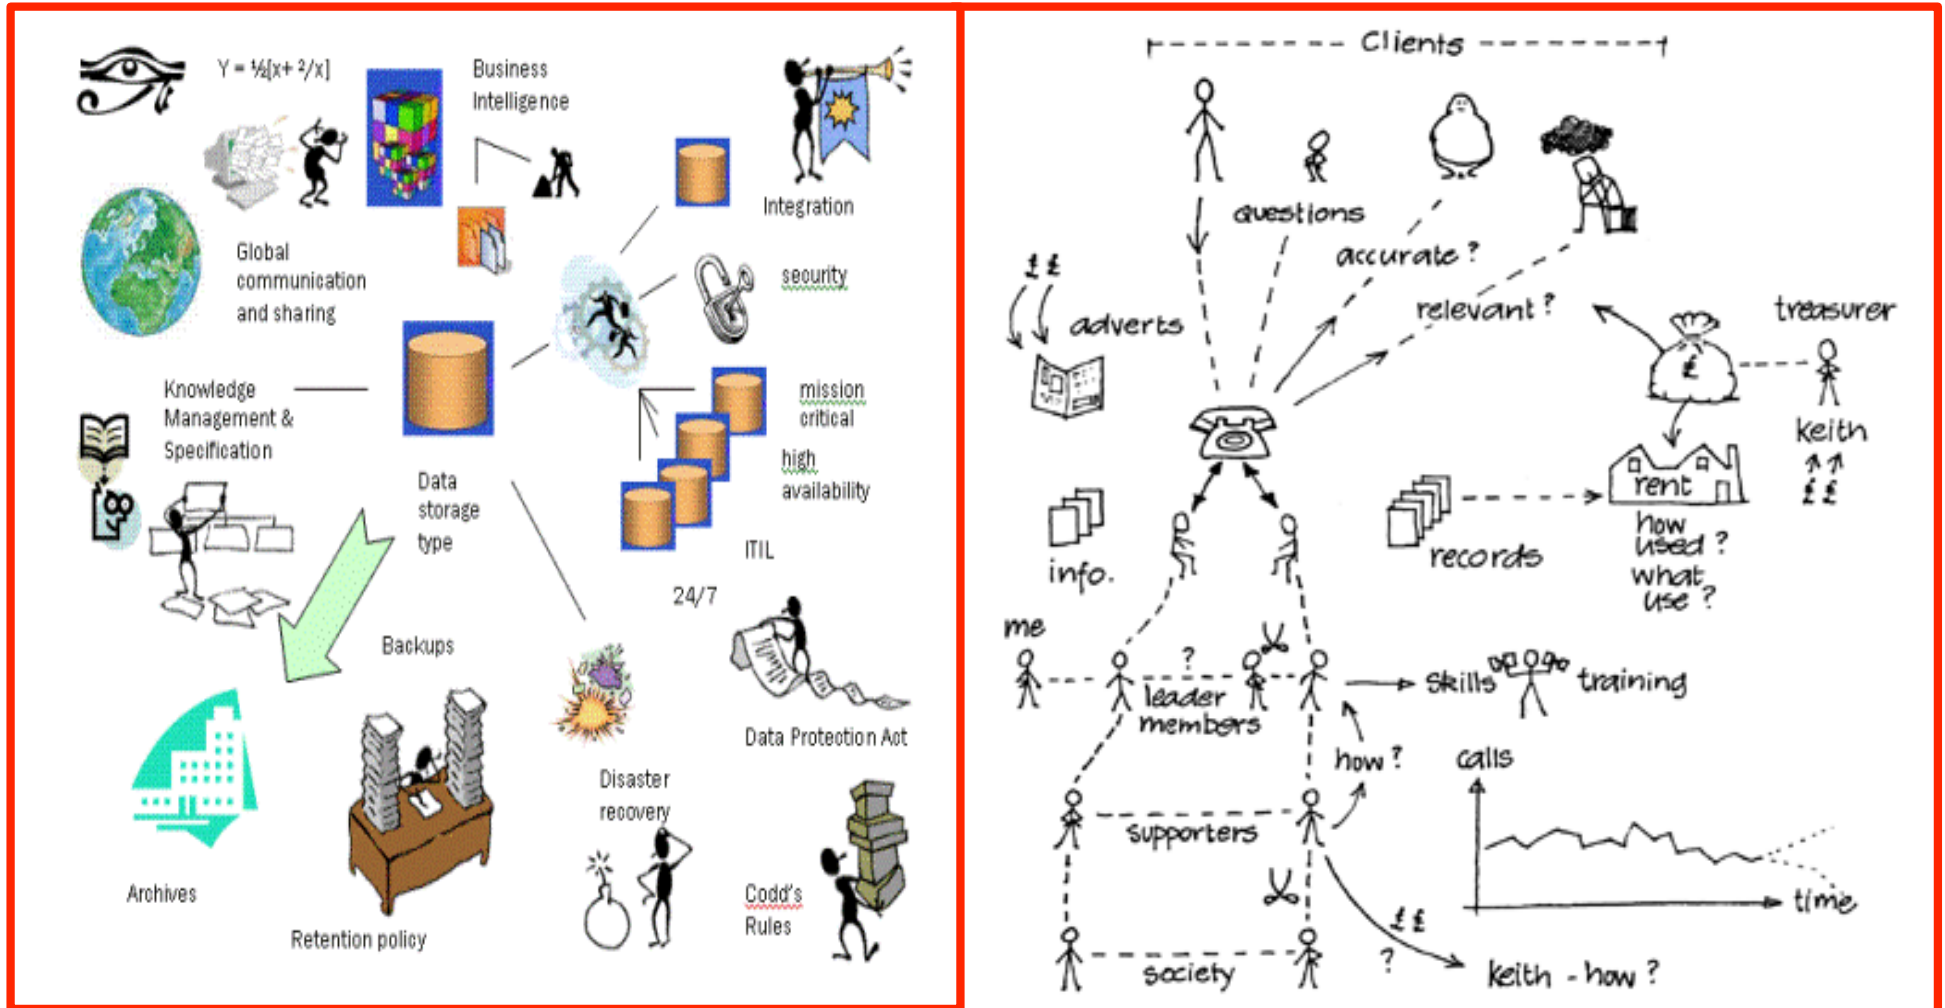 Y = ½[x+ ²/x]
Business
Intelligence
Integration
Global
communication
and sharing
security
Knowledge
Management &
Specification
mission
critical
Data
storage
type
high
availability
ITIL
24/7
Backups
Data Protection Act
Disaster
recovery
Archives
Codd's
Rules
Retention policy
Clients
questions
accurate?
££
adverts
relevant?
treasurer
£
keith
££
rent
how
used?
what
use?
info.
records
me
?
leader
members
skills
training
how?
calls
supporters
time
££
?
society
keith - how?